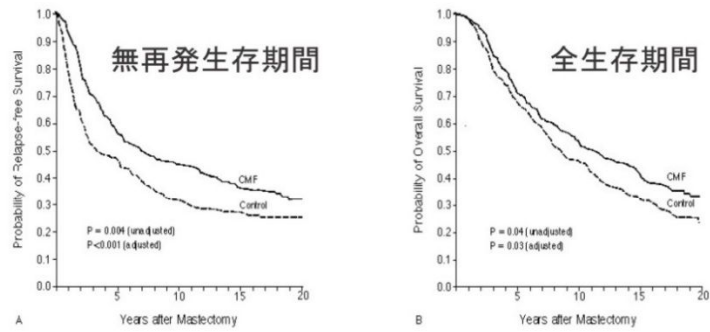 無再発生存期間
Probability of Relapse-free Survival
1.0
0.9
0.8
0.7
0.6
0.5
0.4
0.3
0.2
0.1
0.0
CMF
Control
P = 0.004 (unadjusted)
P<0.001 (adjusted)
5 10 15 20
Years after Mastectomy
A
全生存期間
Probability of Overall Survival
1.0
0.9
0.8
0.7
0.6
0.5
0.4
0.3
0.2
0.1
0.0
CMF
Control
P = 0.04 (unadjusted)
P = 0.03 (adjusted)
5 10 15 20
Years after Mastectomy
B